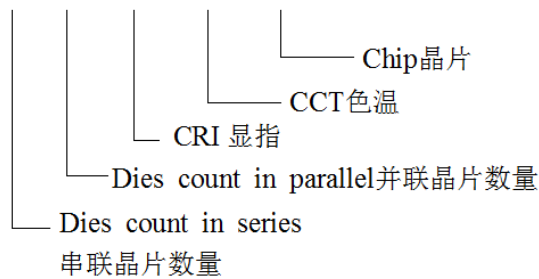 Chip晶片
CCT色温
CRI 显指
Dies count in parallel并联晶片数量
Dies count in series
串联晶片数量